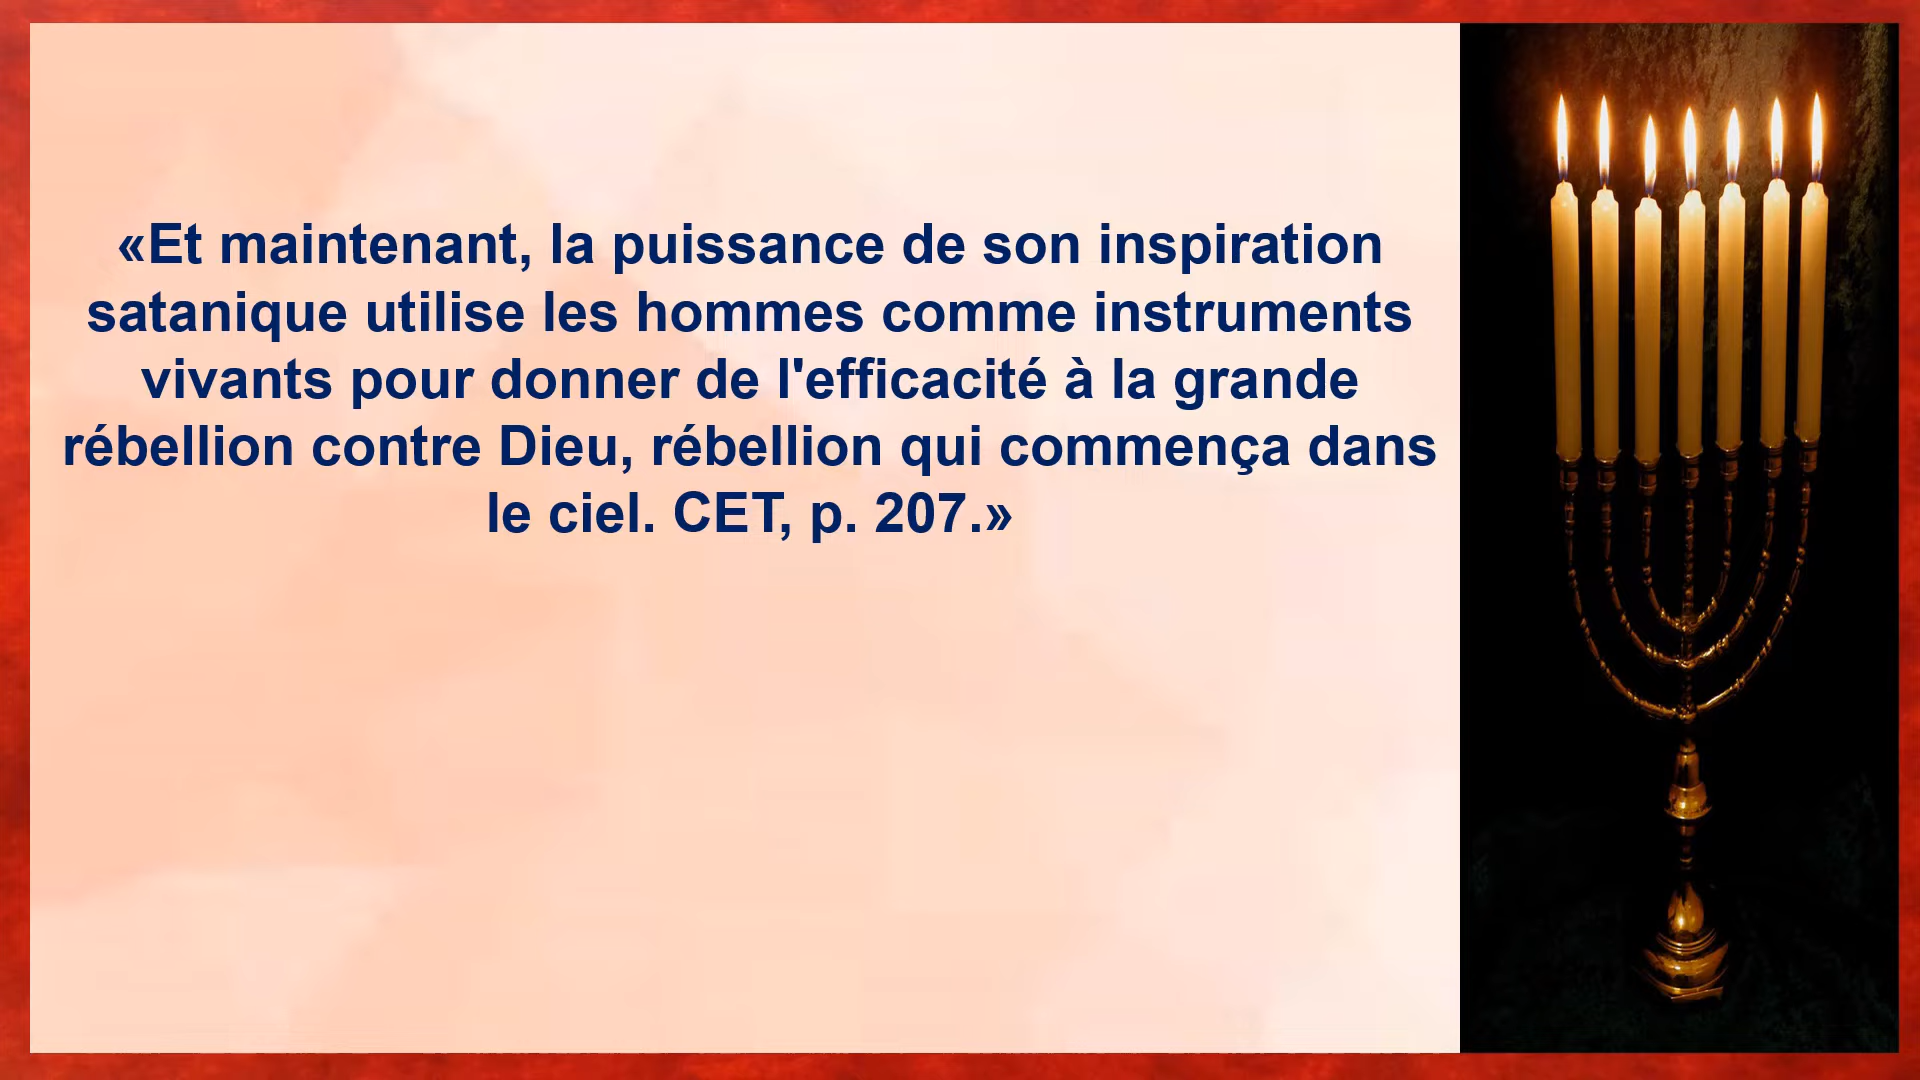 «Et maintenant, la puissance de son inspiration
satanique utilise les hommes comme instruments
vivants pour donner de l'efficacité à la grande
rébellion contre Dieu, rébellion qui commença dans
le ciel. CET, p. 207.»